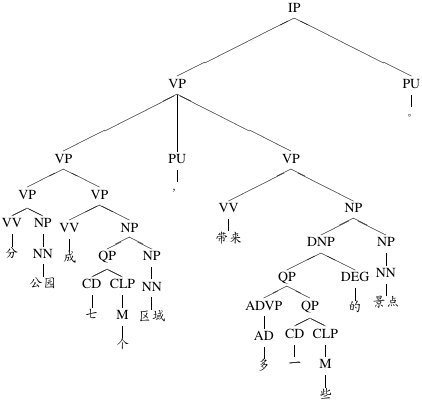 IP
VP PU
。
VP PU VP
，
VP VP VV NP
带来
VV NP VV NP DNP NP
分 NN 成 QP NP QP DEG NN
公园 CD CLP NN ADVP QP 的 景点
七 M 区域 AD CD CLP
个 多 一 M
些